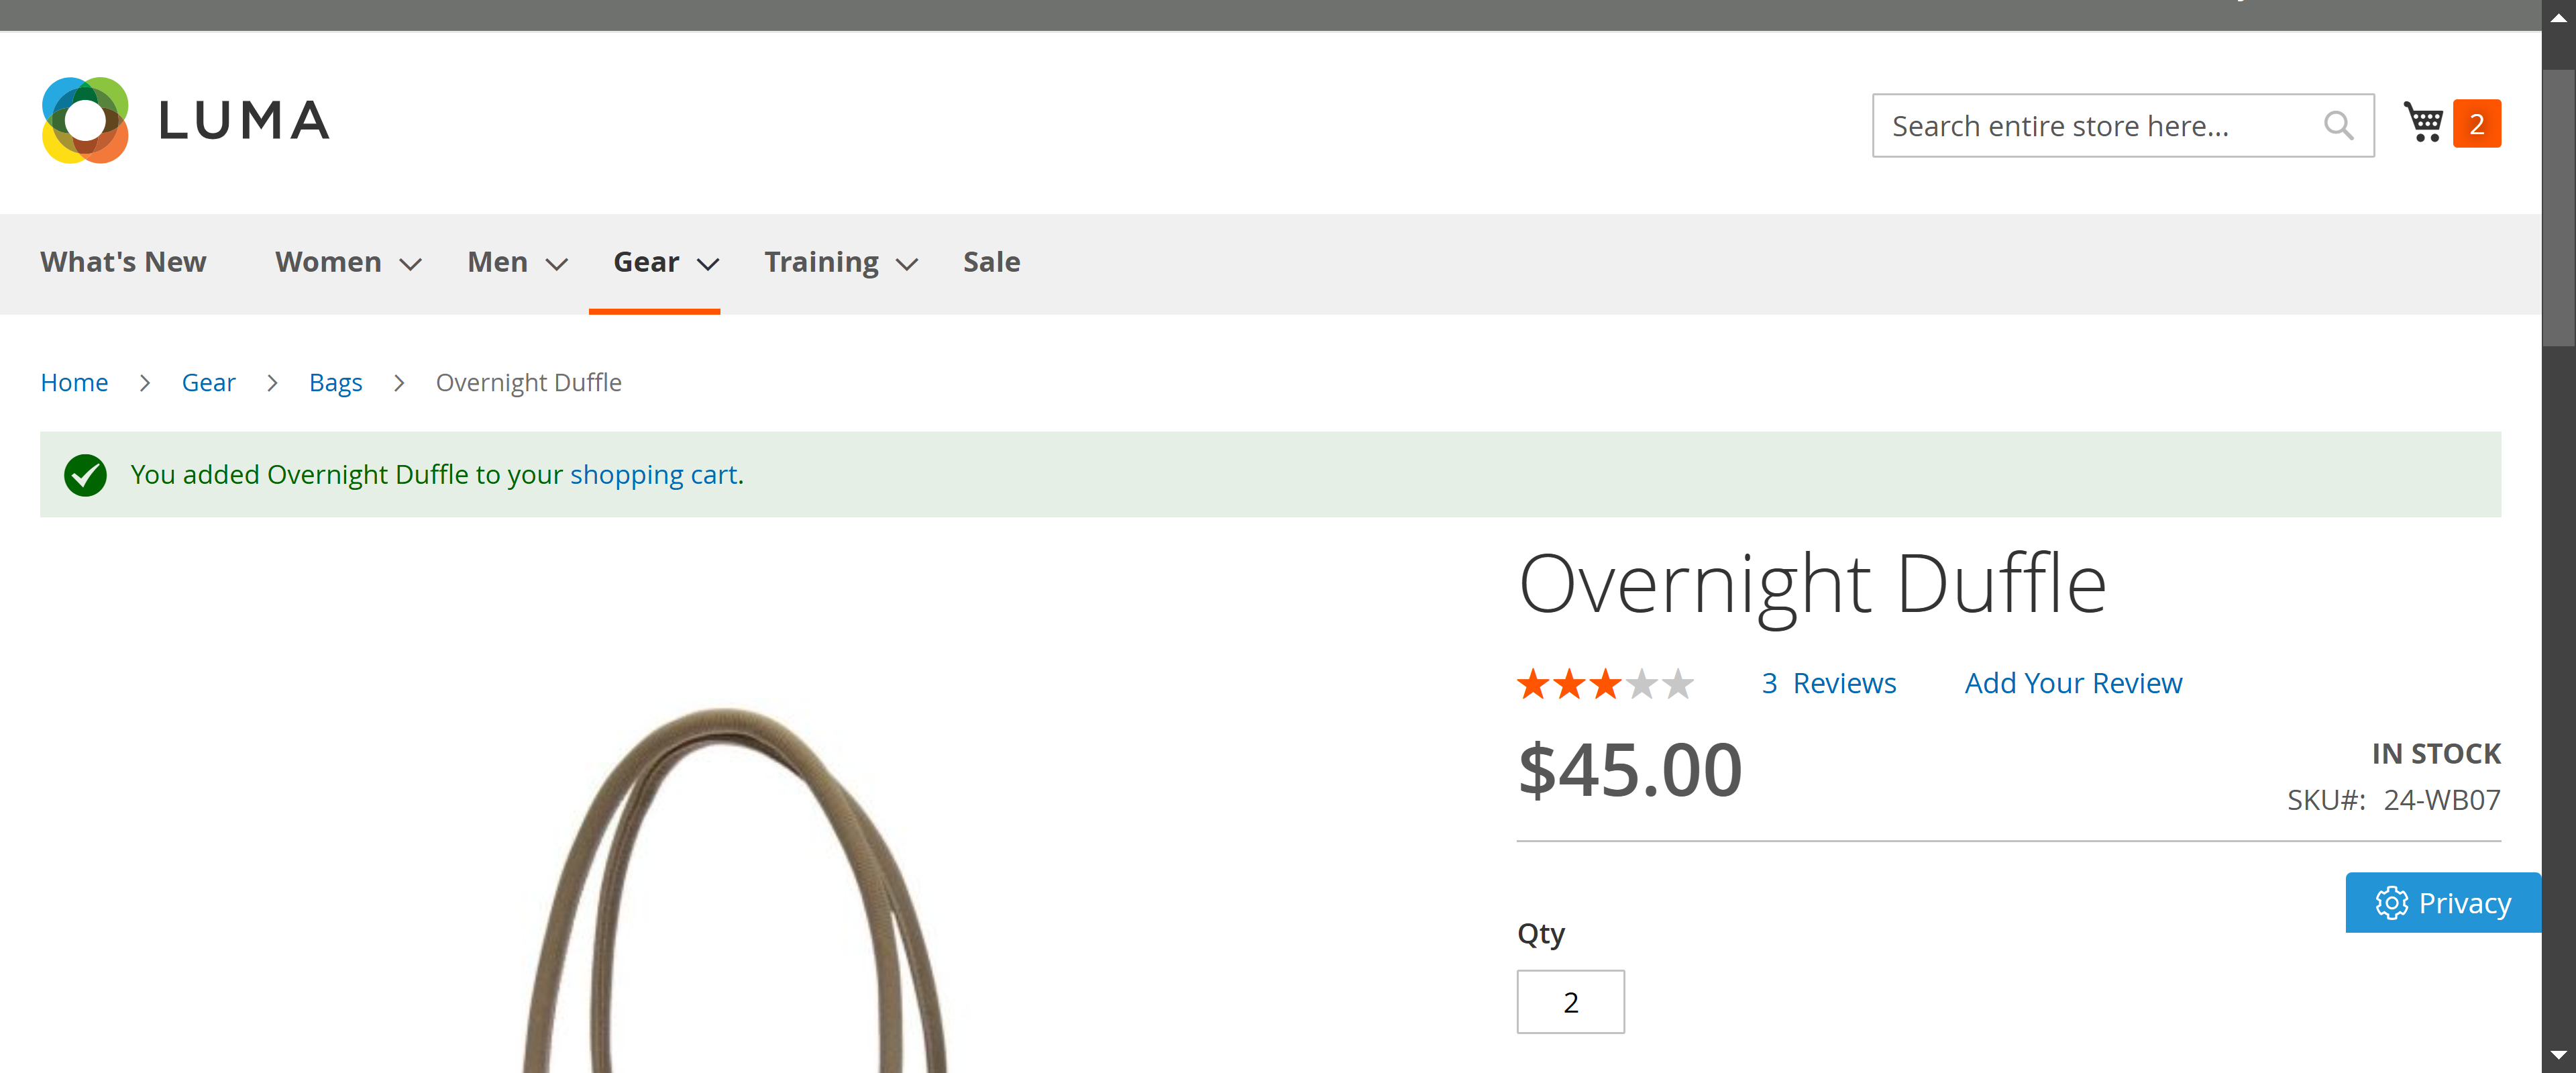 LUMA
Search entire store here...
2
What's New Women Men Gear Training Sale
Home > Gear > Bags > Overnight Duffle
You added Overnight Duffle to your shopping cart.
Overnight Duffle
3 Reviews Add Your Review
$45.00
IN STOCK
SKU#: 24-WB07
Privacy
Qty
2